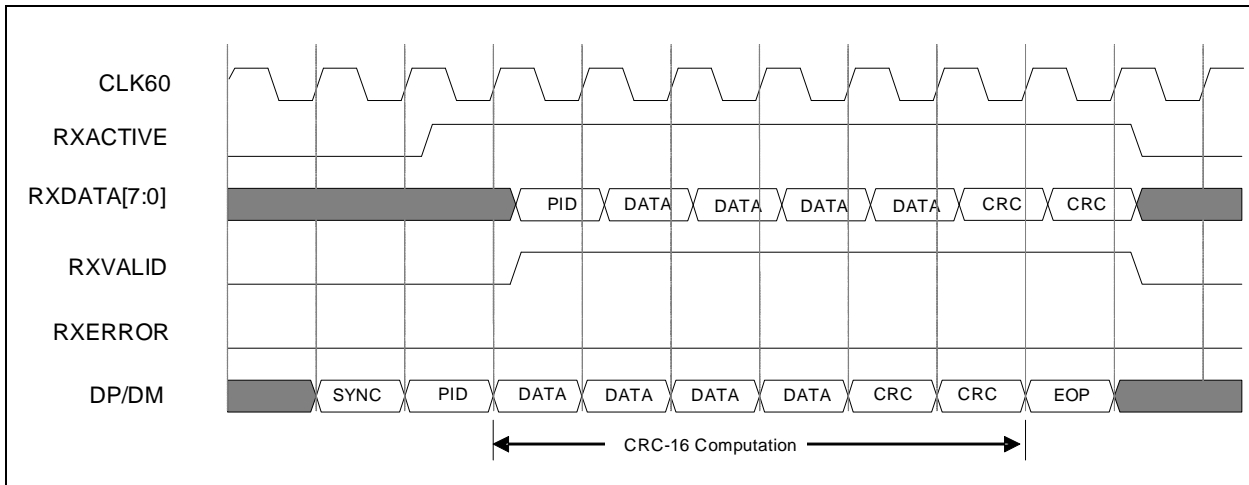 CLK60
RXACTIVE
RXDATA[7:0] PID DATA DATA DATA DATA CRC CRC
RXVALID
RXERROR
DP/DM SYNC PID DATA DATA DATA DATA CRC CRC EOP
CRC-16 Computation